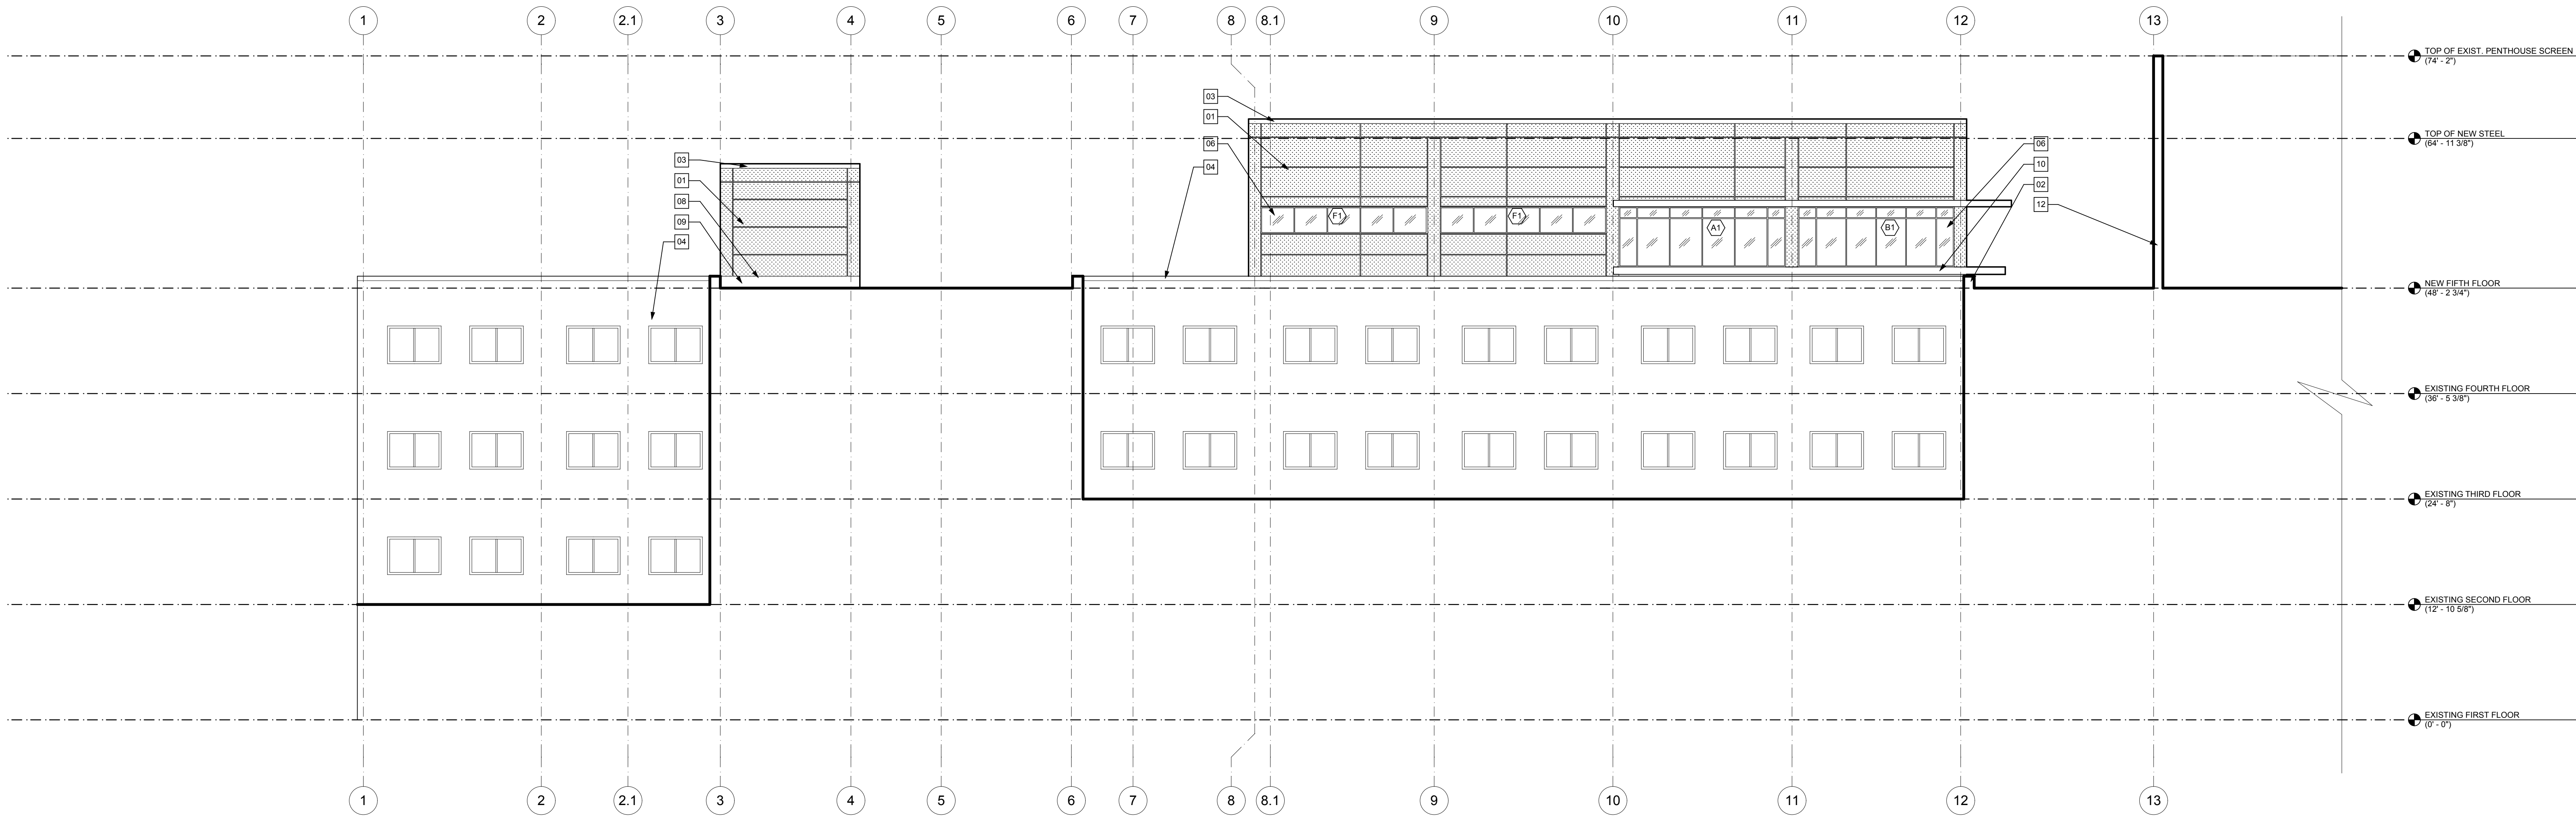 1 2 2.1 3 4 5 6 7 8 8.1 9 10 11 12 13
TOP OF EXIST. PENTHOUSE SCREEN
(74' - 2")
03
01
06
04
TOP OF NEW STEEL
(64' - 11 3/8")
06
10
02
12
03
01
08
09
04
F1 F1 A1 B1
NEW FIFTH FLOOR
(48' - 2 3/4")
EXISTING FOURTH FLOOR
(36' - 5 3/8")
EXISTING THIRD FLOOR
(24' - 8")
EXISTING SECOND FLOOR
(12' - 10 5/8")
EXISTING FIRST FLOOR
(0' - 0")
1 2 2.1 3 4 5 6 7 8 8.1 9 10 11 12 13